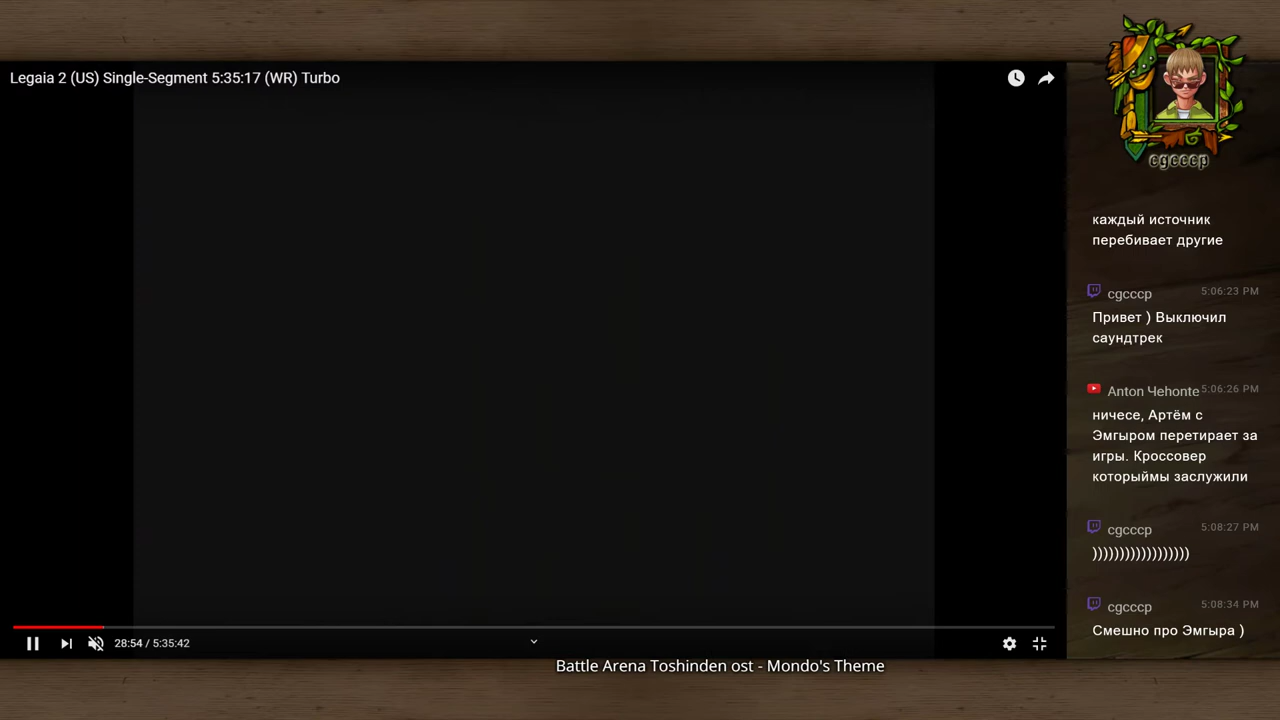 Legaia 2 (US) Single-Segment 5:35:17 (WR) Turbo
cgcccp
каждый источник
перебивает другие
cgcccp 5:06:23 PM
Привет ) Выключил
саундтрек
Anton Чehonte 5:06:26 PM
ничесе, Артём с
Эмгыром перетирает за
игры. Кроссовер
которыймы заслужили
cgcccp 5:08:27 PM
))))))))))))))))))
cgcccp 5:08:34 PM
Смешно про Эмгыра )
28:54 / 5:35:42
Battle Arena Toshinden ost - Mondo's Theme